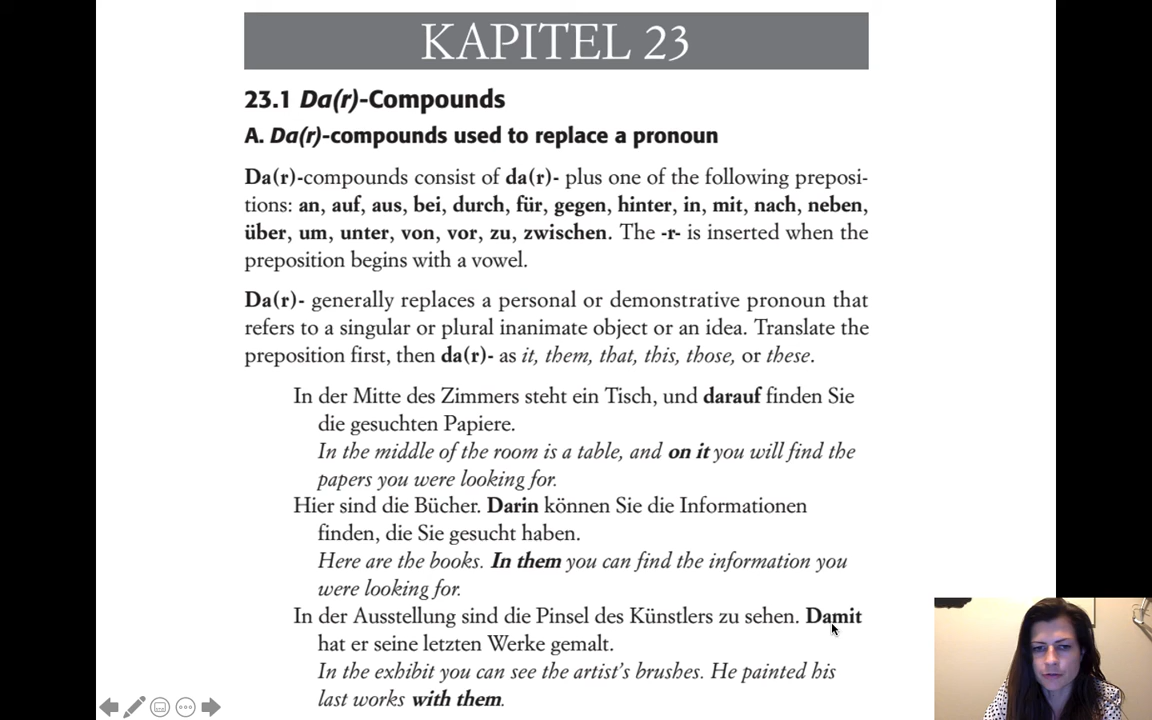 KAPITEL 23
23.1 Da(r)-Compounds
A. Da(r)-compounds used to replace a pronoun
Da(r)-compounds consist of da(r)- plus one of the following preposi-
tions: an, auf, aus, bei, durch, für, gegen, hinter, in, mit, nach, neben,
über, um, unter, von, vor, zu, zwischen. The -r- is inserted when the
preposition begins with a vowel.
Da(r)- generally replaces a personal or demonstrative pronoun that
refers to a singular or plural inanimate object or an idea. Translate the
preposition first, then da(r)- as it, them, that, this, those, or these.
In der Mitte des Zimmers steht ein Tisch, und darauf finden Sie
die gesuchten Papiere.
In the middle of the room is a table, and on it you will find the
papers you were looking for.
Hier sind die Bücher. Darin können Sie die Informationen
finden, die Sie gesucht haben.
Here are the books. In them you can find the information you
were looking for.
In der Ausstellung sind die Pinsel des Künstlers zu sehen. Damit
hat er seine letzten Werke gemalt.
In the exhibit you can see the artist's brushes. He painted his
last works with them.